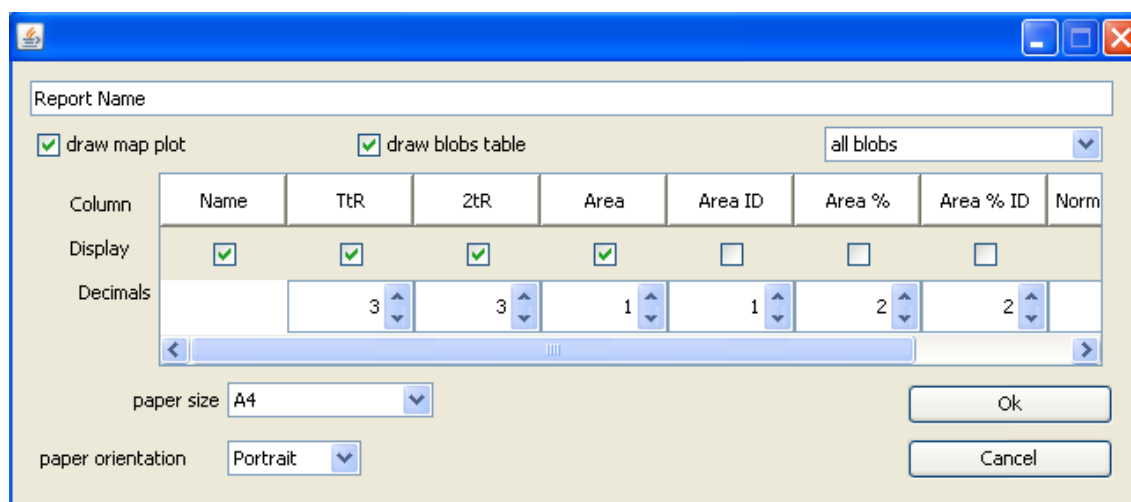 Report Name
draw map plot draw blobs table all blobs
Column Name TtR 2tR Area Area ID Area % Area % ID Norm
Display
Decimals 3 3 1 1 2 2
paper size A4 Ok
paper orientation Portrait Cancel